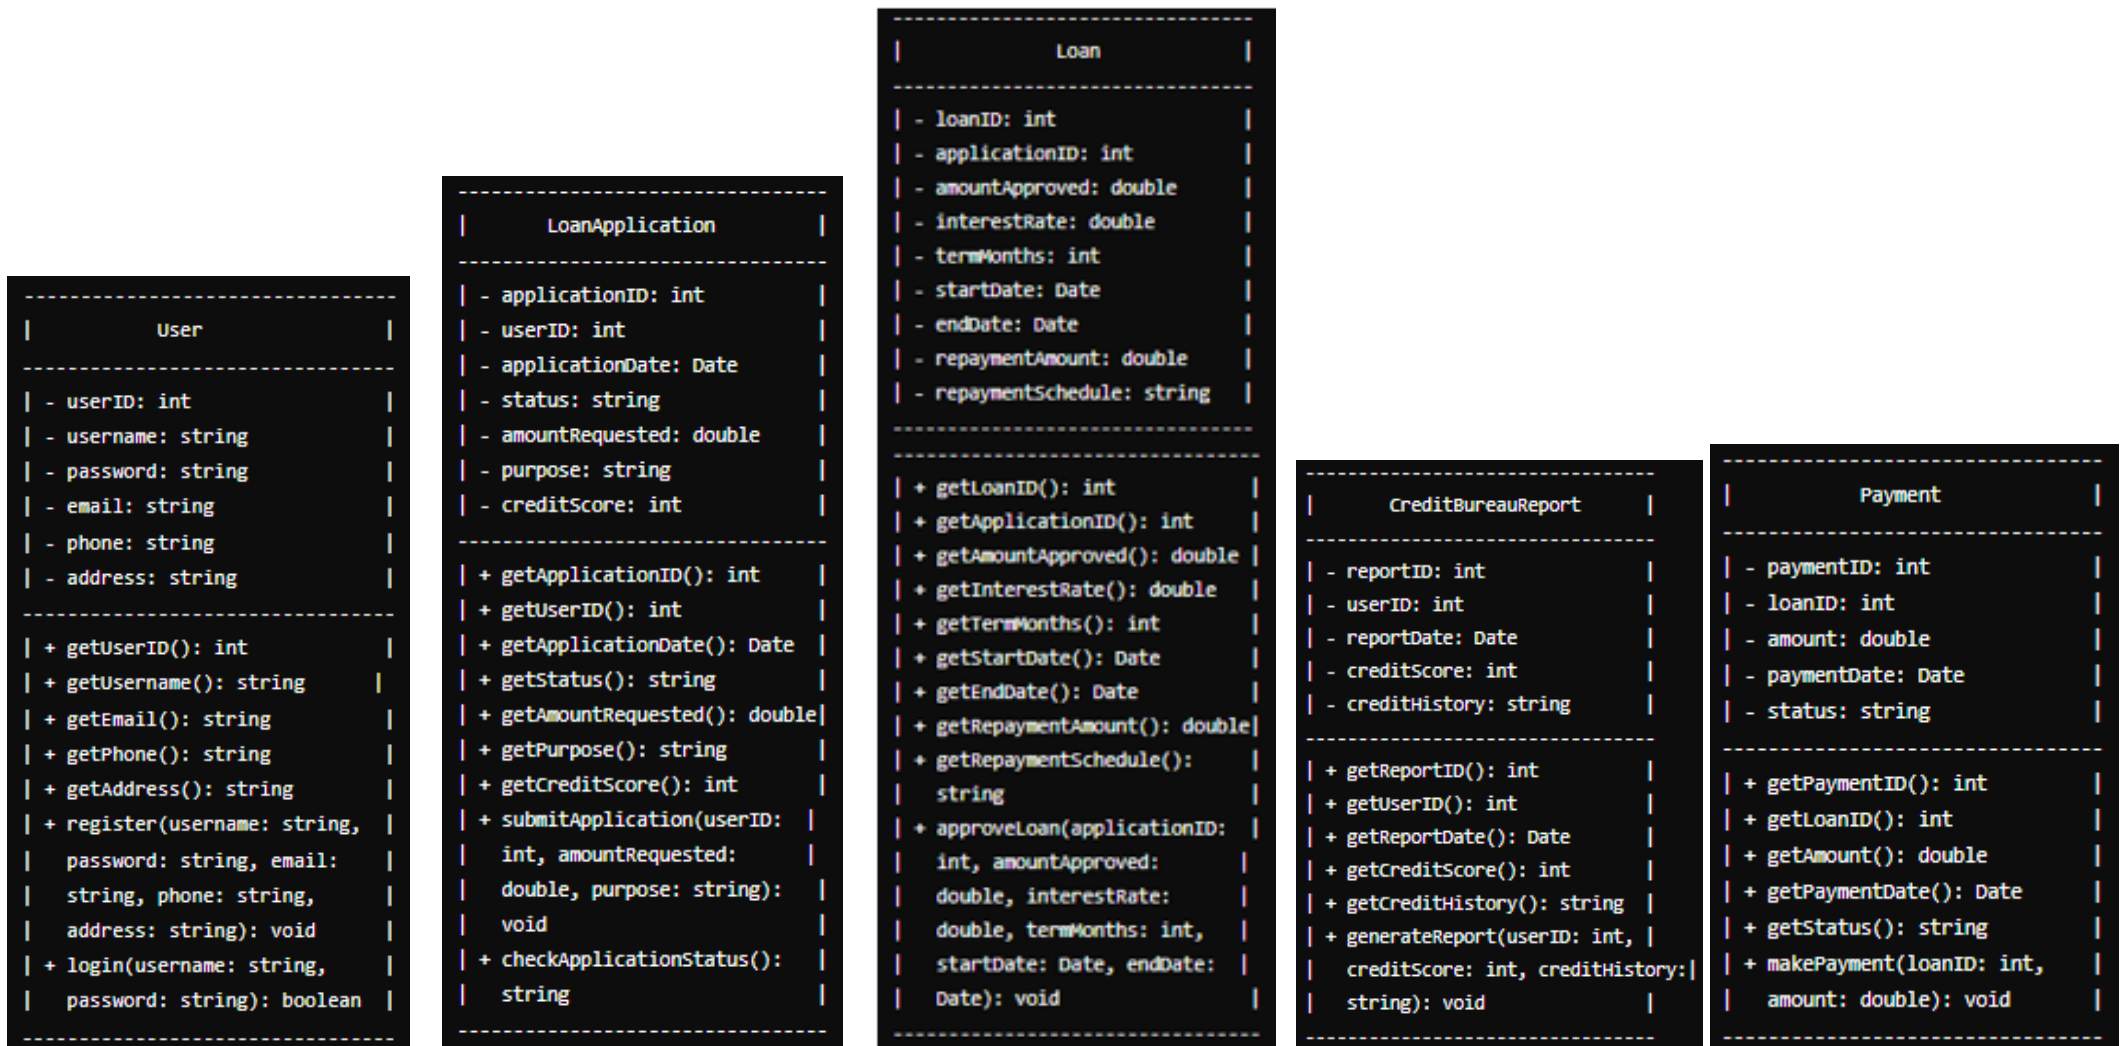 ---------------------------------
|           User                |
---------------------------------
| - userID: int                 |
| - username: string            |
| - password: string            |
| - email: string               |
| - phone: string               |
| - address: string             |
---------------------------------
| + getUserID(): int            |
| + getUsername(): string      |
| + getEmail(): string          |
| + getPhone(): string          |
| + getAddress(): string        |
| + register(username: string,  |
|   password: string, email:    |
|   string, phone: string,      |
|   address: string): void      |
| + login(username: string,     |
|   password: string): boolean  |
---------------------------------
---------------------------------
|       LoanApplication         |
---------------------------------
| - applicationID: int          |
| - userID: int                 |
| - applicationDate: Date       |
| - status: string              |
| - amountRequested: double     |
| - purpose: string             |
| - creditScore: int            |
---------------------------------
| + getApplicationID(): int     |
| + getUserID(): int            |
| + getApplicationDate(): Date  |
| + getStatus(): string         |
| + getAmountRequested(): double|
| + getPurpose(): string        |
| + getCreditScore(): int       |
| + submitApplication(userID:  |
|   int, amountRequested:      |
|   double, purpose: string):   |
|   void                        |
| + checkApplicationStatus():   |
|   string                      |
---------------------------------
---------------------------------
|              Loan             |
---------------------------------
| - loanID: int                 |
| - applicationID: int          |
| - amountApproved: double      |
| - interestRate: double        |
| - termMonths: int             |
| - startDate: Date             |
| - endDate: Date               |
| - repaymentAmount: double     |
| - repaymentSchedule: string   |
---------------------------------
---------------------------------
| + getLoanID(): int            |
| + getApplicationID(): int     |
| + getAmountApproved(): double |
| + getInterestRate(): double   |
| + getTermMonths(): int        |
| + getStartDate(): Date        |
| + getEndDate(): Date          |
| + getRepaymentAmount(): double|
| + getRepaymentSchedule():     |
|   string                      |
| + approveLoan(applicationID:  |
|   int, amountApproved:       |
|   double, interestRate:      |
|   double, termMonths: int,   |
|   startDate: Date, endDate:  |
|   Date): void                 |
---------------------------------
---------------------------------
|       CreditBureauReport      |
---------------------------------
| - reportID: int               |
| - userID: int                 |
| - reportDate: Date            |
| - creditScore: int            |
| - creditHistory: string       |
---------------------------------
| + getReportID(): int          |
| + getUserID(): int            |
| + getReportDate(): Date       |
| + getCreditScore(): int       |
| + getCreditHistory(): string  |
| + generateReport(userID: int, |
|   creditScore: int, creditHistory:|
|   string): void               |
---------------------------------
---------------------------------
|            Payment            |
---------------------------------
| - paymentID: int              |
| - loanID: int                 |
| - amount: double              |
| - paymentDate: Date           |
| - status: string              |
---------------------------------
| + getPaymentID(): int         |
| + getLoanID(): int            |
| + getAmount(): double         |
| + getPaymentDate(): Date      |
| + getStatus(): string         |
| + makePayment(loanID: int,    |
|   amount: double): void       |
---------------------------------